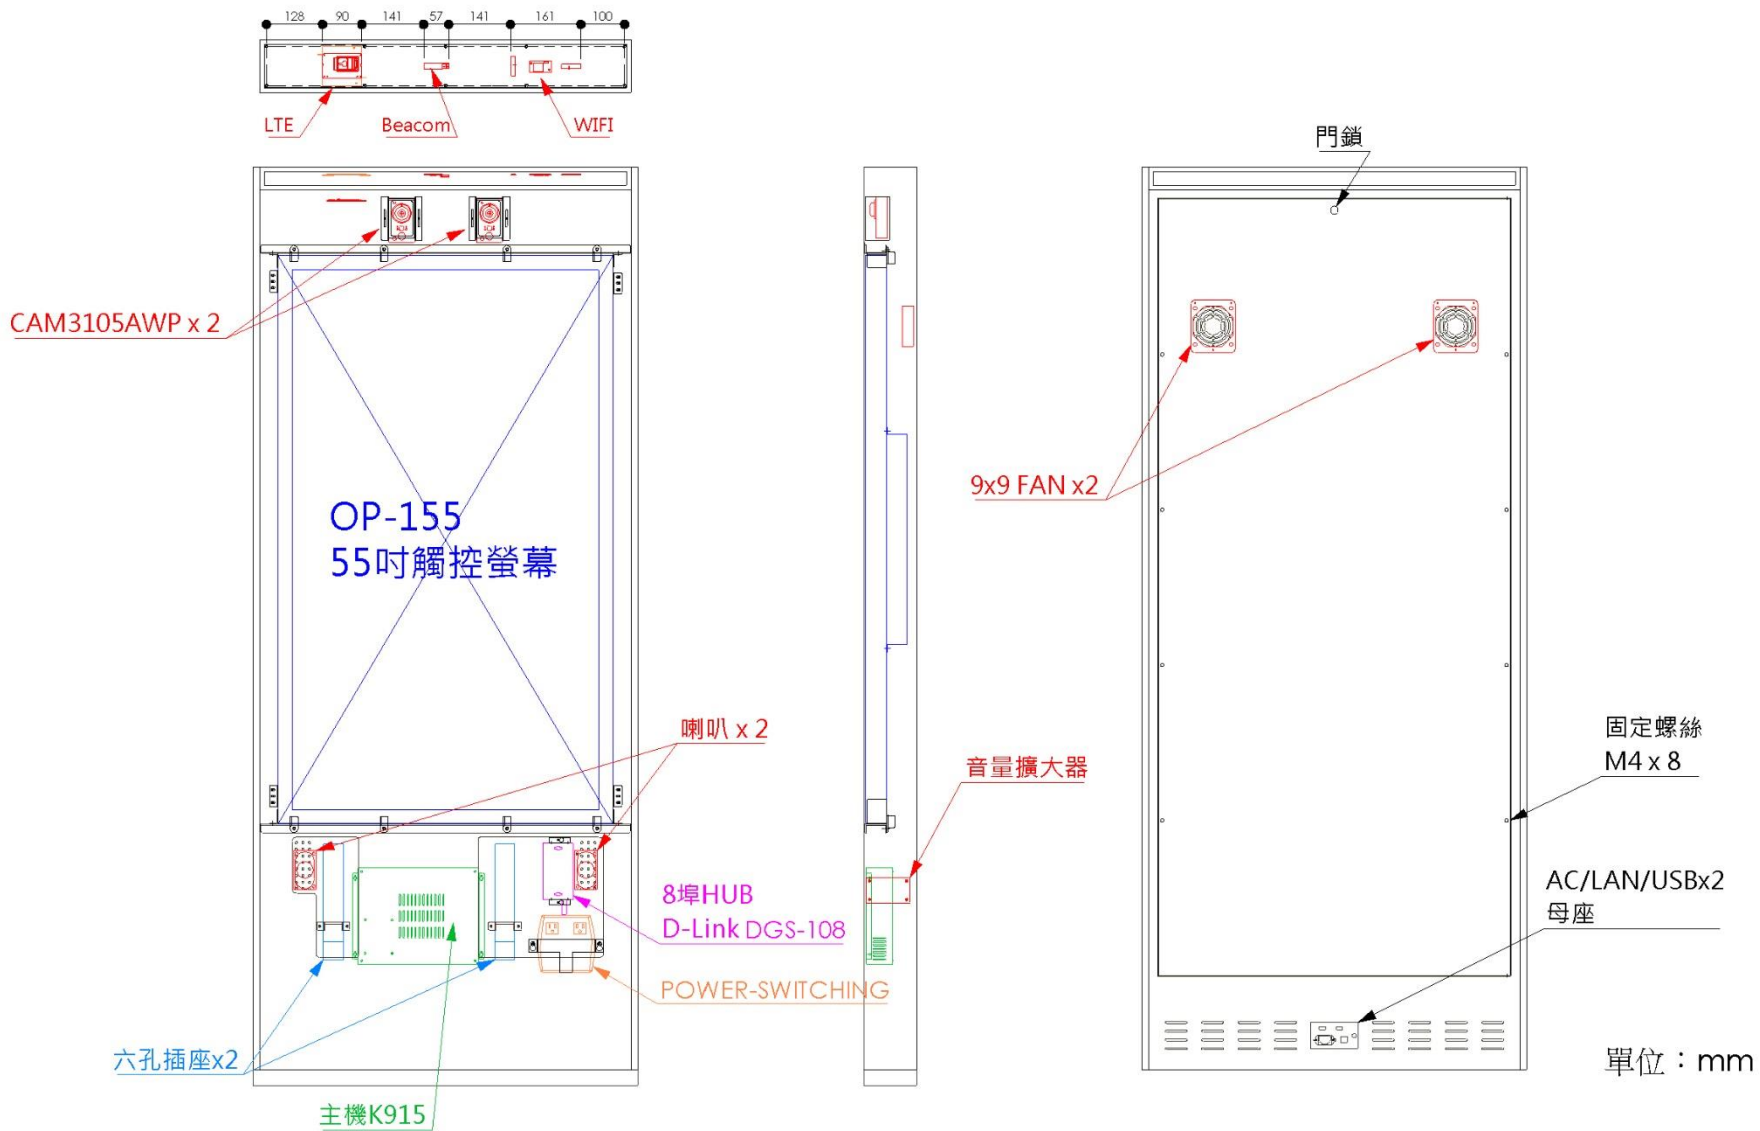 128 90 141 57 141 161 100
LTE
Beacom
WIFI
門鎖
CAM3105AWP x 2
9x9 FAN x2
OP-155
55吋觸控螢幕
喇叭 x 2
音量擴大器
固定螺絲
M4 x 8
8埠HUB
D-Link DGS-108
AC/LAN/USBx2
母座
POWER-SWITCHING
六孔插座x2
主機K915
單位：mm